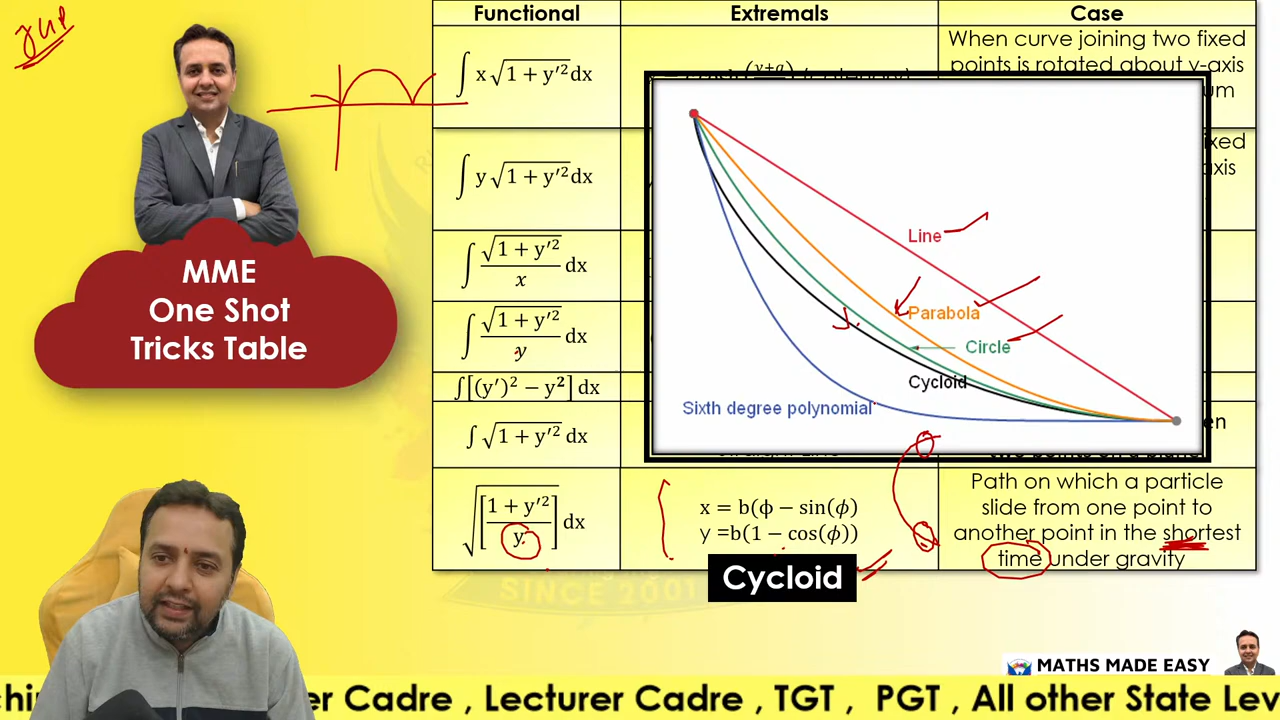 Functional
Extremals
Case
∫ x √(1 + y′²) dx
When curve joining two fixed
points is rotated about y-axis
∫ y √(1 + y′²) dx
∫ √(1 + y′²) / x dx
∫ √(1 + y′²) / y dx
∫[(y′)² − y²] dx
∫ √(1 + y′²) dx
√[(1 + y′²) / y] dx
x = b(ϕ − sin(ϕ)
y =b(1 − cos(ϕ))
Path on which a particle
slide from one point to
another point in the shortest
time under gravity
Line
Parabola
Circle
Cycloid
Sixth degree polynomial
Cycloid
MME
One Shot
Tricks Table
SINCE 2001
MATHS MADE EASY
er Cadre , Lecturer Cadre , TGT , PGT , All other State Lev